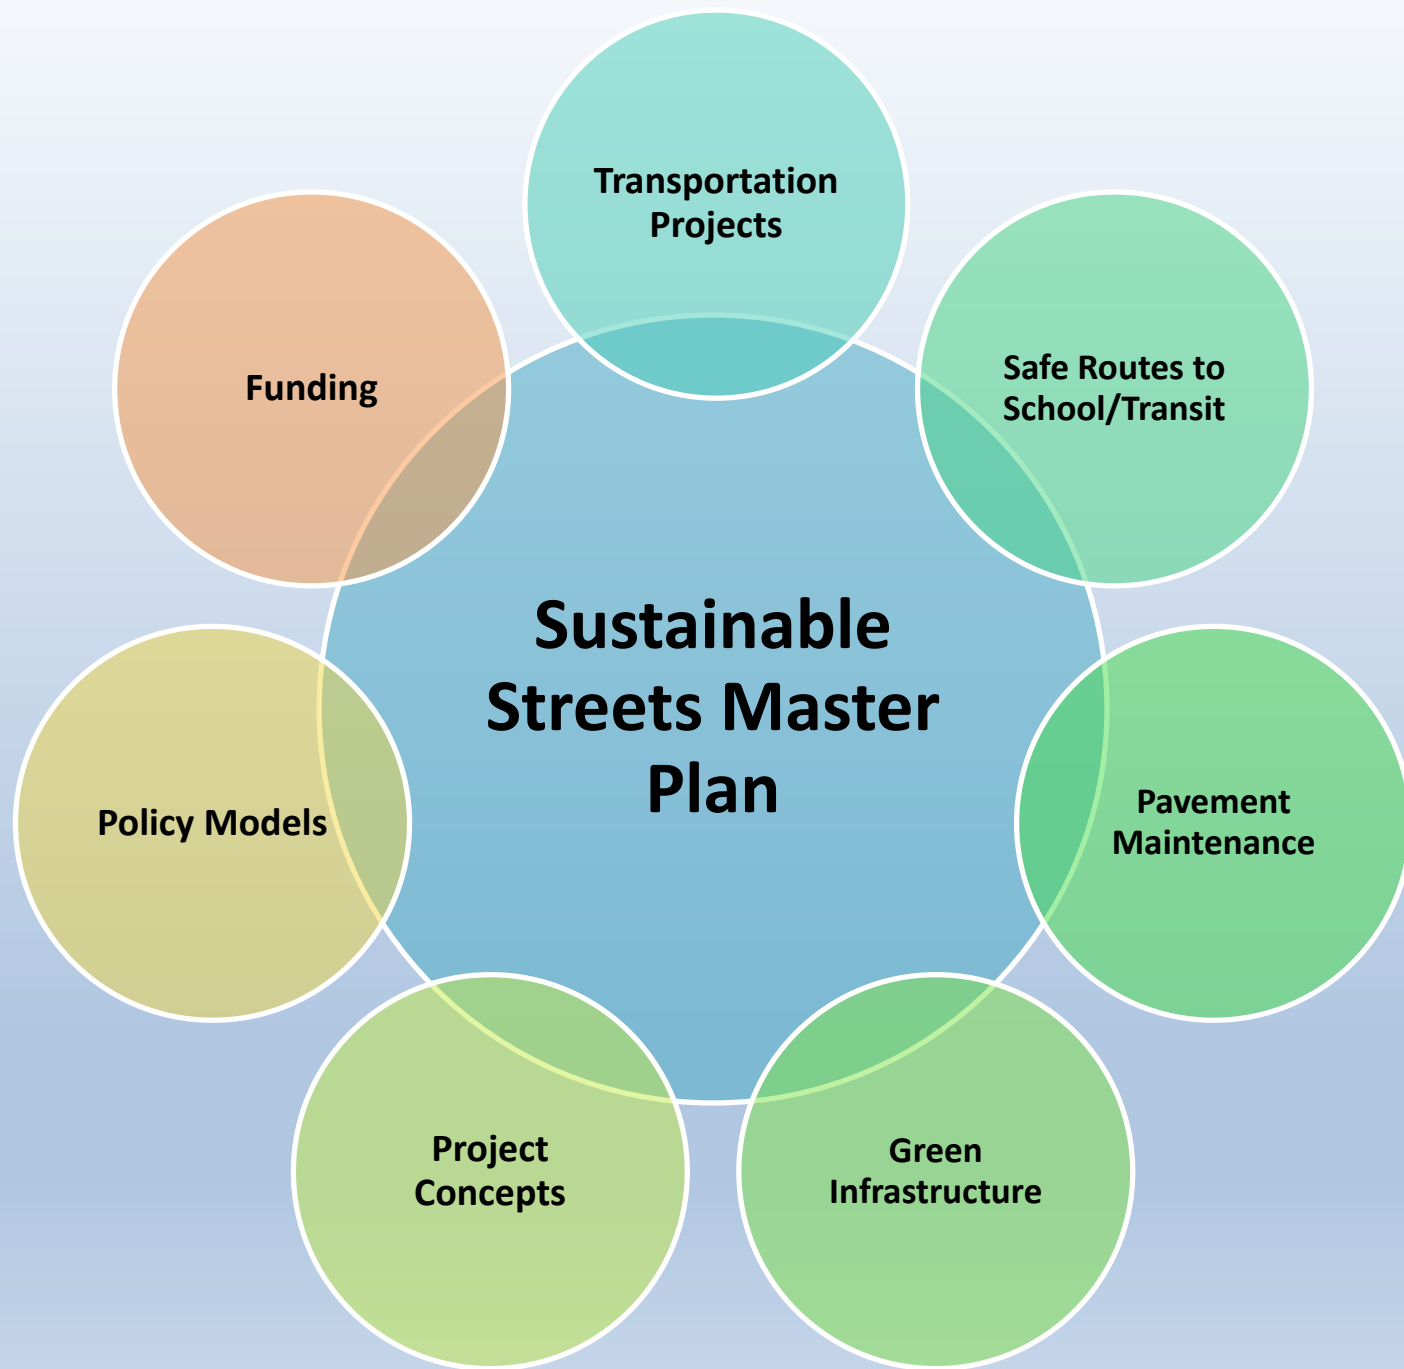 Transportation
Projects
Safe Routes to
School/Transit
Funding
Sustainable
Streets Master
Plan
Pavement
Maintenance
Policy Models
Green
Infrastructure
Project
Concepts